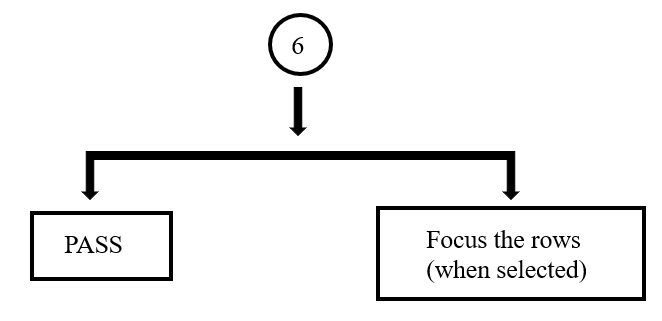 6
PASS
Focus the rows
(when selected)